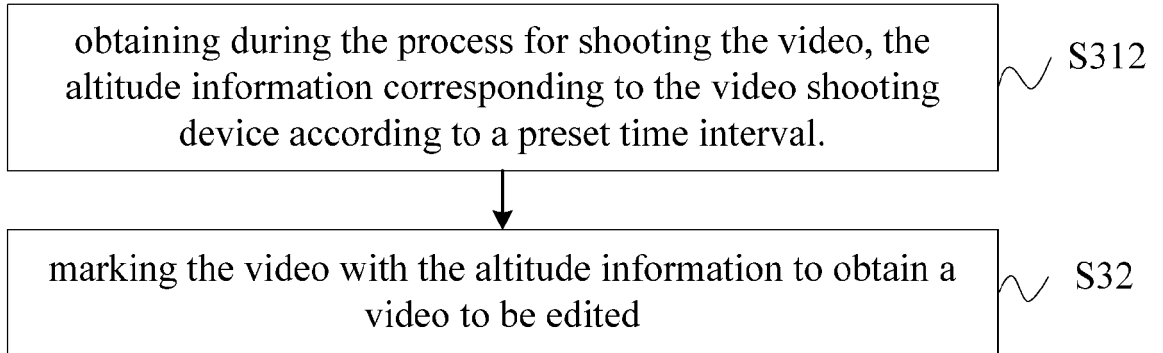 obtaining during the process for shooting the video, the
altitude information corresponding to the video shooting
device according to a preset time interval.
S312
marking the video with the altitude information to obtain a
video to be edited
S32